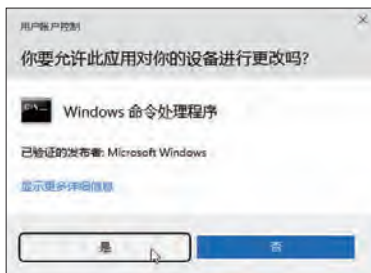 用户帐户控制
你要允许此应用对你的设备进行更改吗?
Windows 命令处理程序
已验证的发布者: Microsoft Windows
显示更多详细信息
是
否